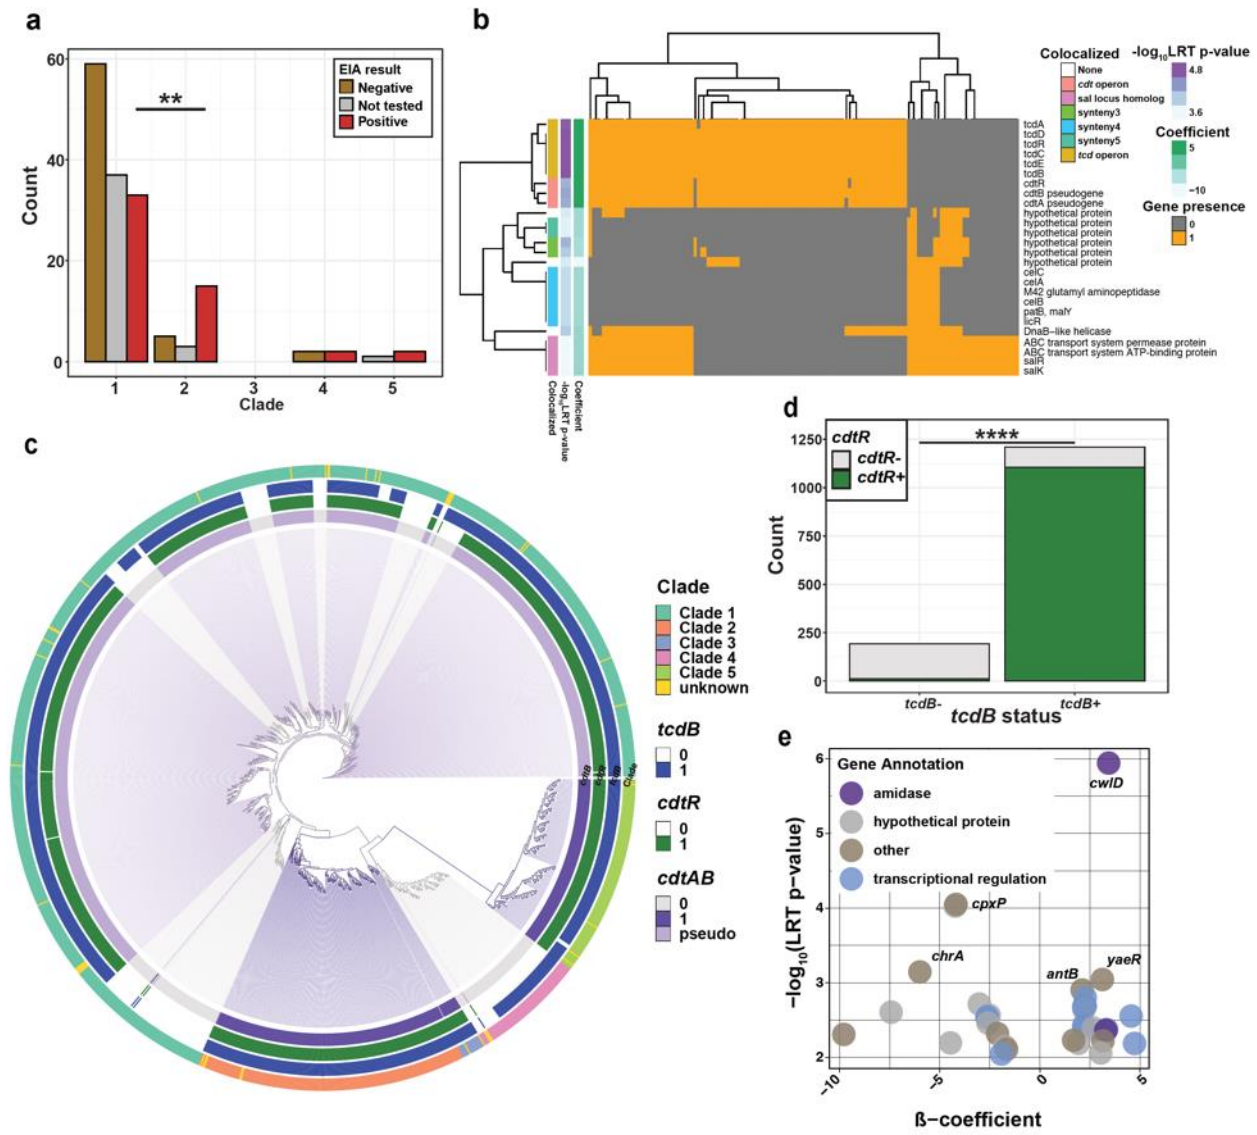 a
60
40
20
0
Count
1
2
3
4
5
Clade
**
EIA result
Negative
Not tested
Positive
b
tcdA
tcdD
tcdR
tcdC
tcdE
tcdB
cdtR
cdtB pseudogene
cdtA pseudogene
hypothetical protein
hypothetical protein
hypothetical protein
hypothetical protein
hypothetical protein
hypothetical protein
celC
celA
M42 glutamyl aminopeptidase
celB
patB, malY
licR
DnaB-like helicase
ABC transport system permease protein
ABC transport system ATP-binding protein
salR
salK
Colocalized
-log10LRT p-value
Coefficient
Colocalized
None
cdt operon
sal locus homolog
synteny3
synteny4
synteny5
tcd operon
-log10LRT p-value
4.8
3.6
Coefficient
5
-10
Gene presence
0
1
c
cdtB
cdtR
tcdB
Clade
Clade
Clade 1
Clade 2
Clade 3
Clade 4
Clade 5
unknown
tcdB
0
1
cdtR
0
1
cdtAB
0
1
pseudo
d
1250
1000
750
500
250
0
Count
cdtR
cdtR-
cdtR+
****
tcdB-
tcdB+
tcdB status
e
6
5
4
3
2
−log10(LRT p−value)
Gene Annotation
amidase
hypothetical protein
other
transcriptional regulation
cwlD
cpxP
chrA
antB
yaeR
-10
-5
0
5
ß−coefficient